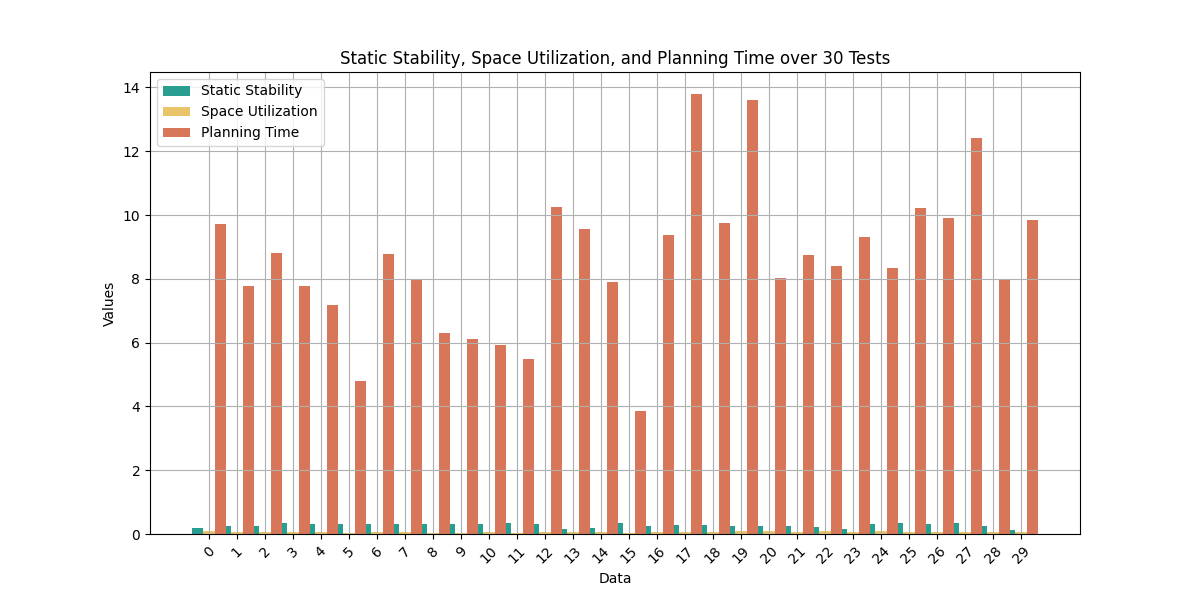 Static Stability, Space Utilization, and Planning Time over 30 Tests
Static Stability
Space Utilization
Planning Time
14
12
10
8
6
4
2
0
Values
0 1 2 3 4 5 6 7 8 9 10 11 12 13 14 15 16 17 18 19 20 21 22 23 24 25 26 27 28 29
Data